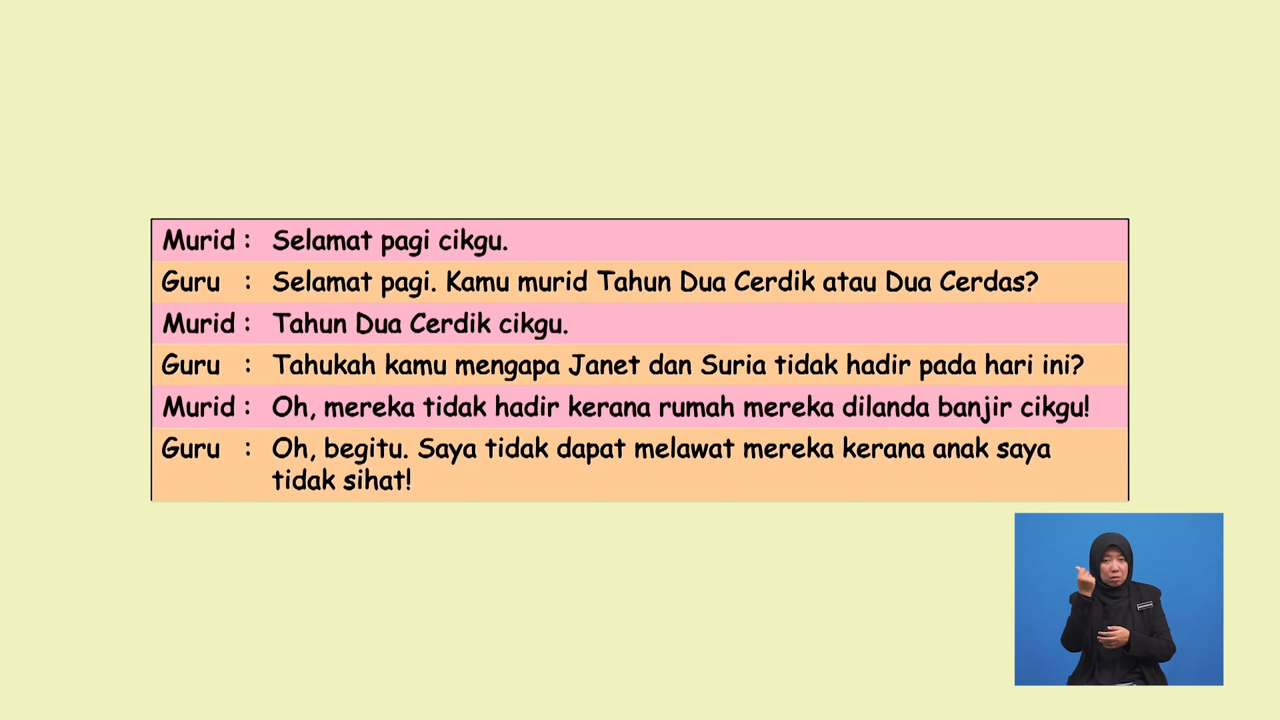 Murid : Selamat pagi cikgu.
Guru : Selamat pagi. Kamu murid Tahun Dua Cerdik atau Dua Cerdas?
Murid : Tahun Dua Cerdik cikgu.
Guru : Tahukah kamu mengapa Janet dan Suria tidak hadir pada hari ini?
Murid : Oh, mereka tidak hadir kerana rumah mereka dilanda banjir cikgu!
Guru : Oh, begitu. Saya tidak dapat melawat mereka kerana anak saya
tidak sihat!